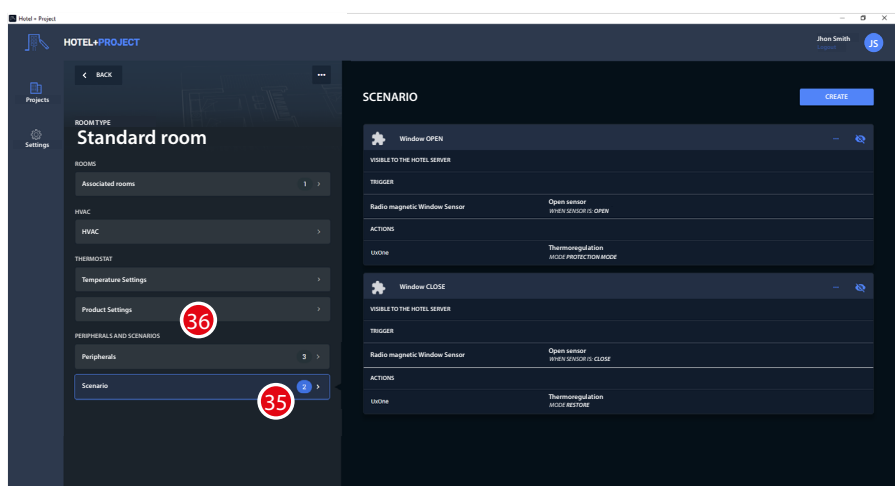 Hotel + Project
HOTEL+PROJECT
Jhon Smith
Logout
JS
Projects
Settings
BACK
ROOM TYPE
Standard room
ROOMS
Associated rooms 1
HVAC
HVAC
THERMOSTAT
Temperature Settings
Product Settings
36
PERIPHERALS AND SCENARIOS
Peripherals 3
Scenario 2
35
SCENARIO
CREATE
Window OPEN
VISIBLE TO THE HOTEL SERVER
TRIGGER
Radio magnetic Window Sensor
Open sensor
WHEN SENSOR IS: OPEN
ACTIONS
UxOne
Thermoregulation
MODE PROTECTION MODE
Window CLOSE
VISIBLE TO THE HOTEL SERVER
TRIGGER
Radio magnetic Window Sensor
Open sensor
WHEN SENSOR IS: CLOSE
ACTIONS
UxOne
Thermoregulation
MODE RESTORE